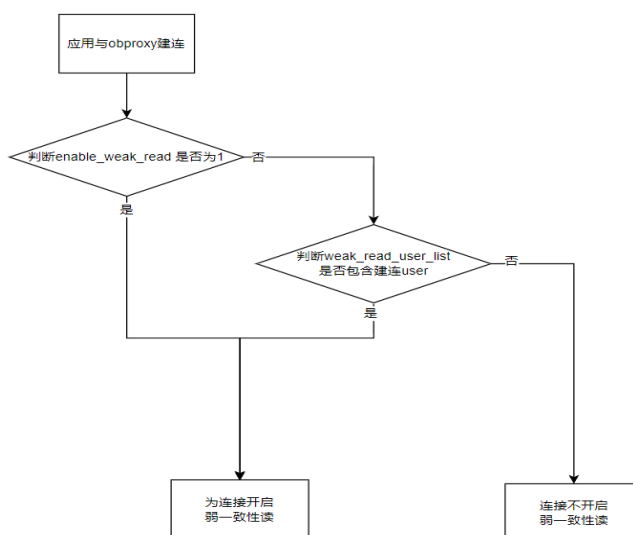 应用与obproxy建连
判断enable_weak_read 是否为1
否
是
判断weak_read_user_list
是否包含建连user
否
是
为连接开启
弱一致性读
连接不开启
弱一致性读